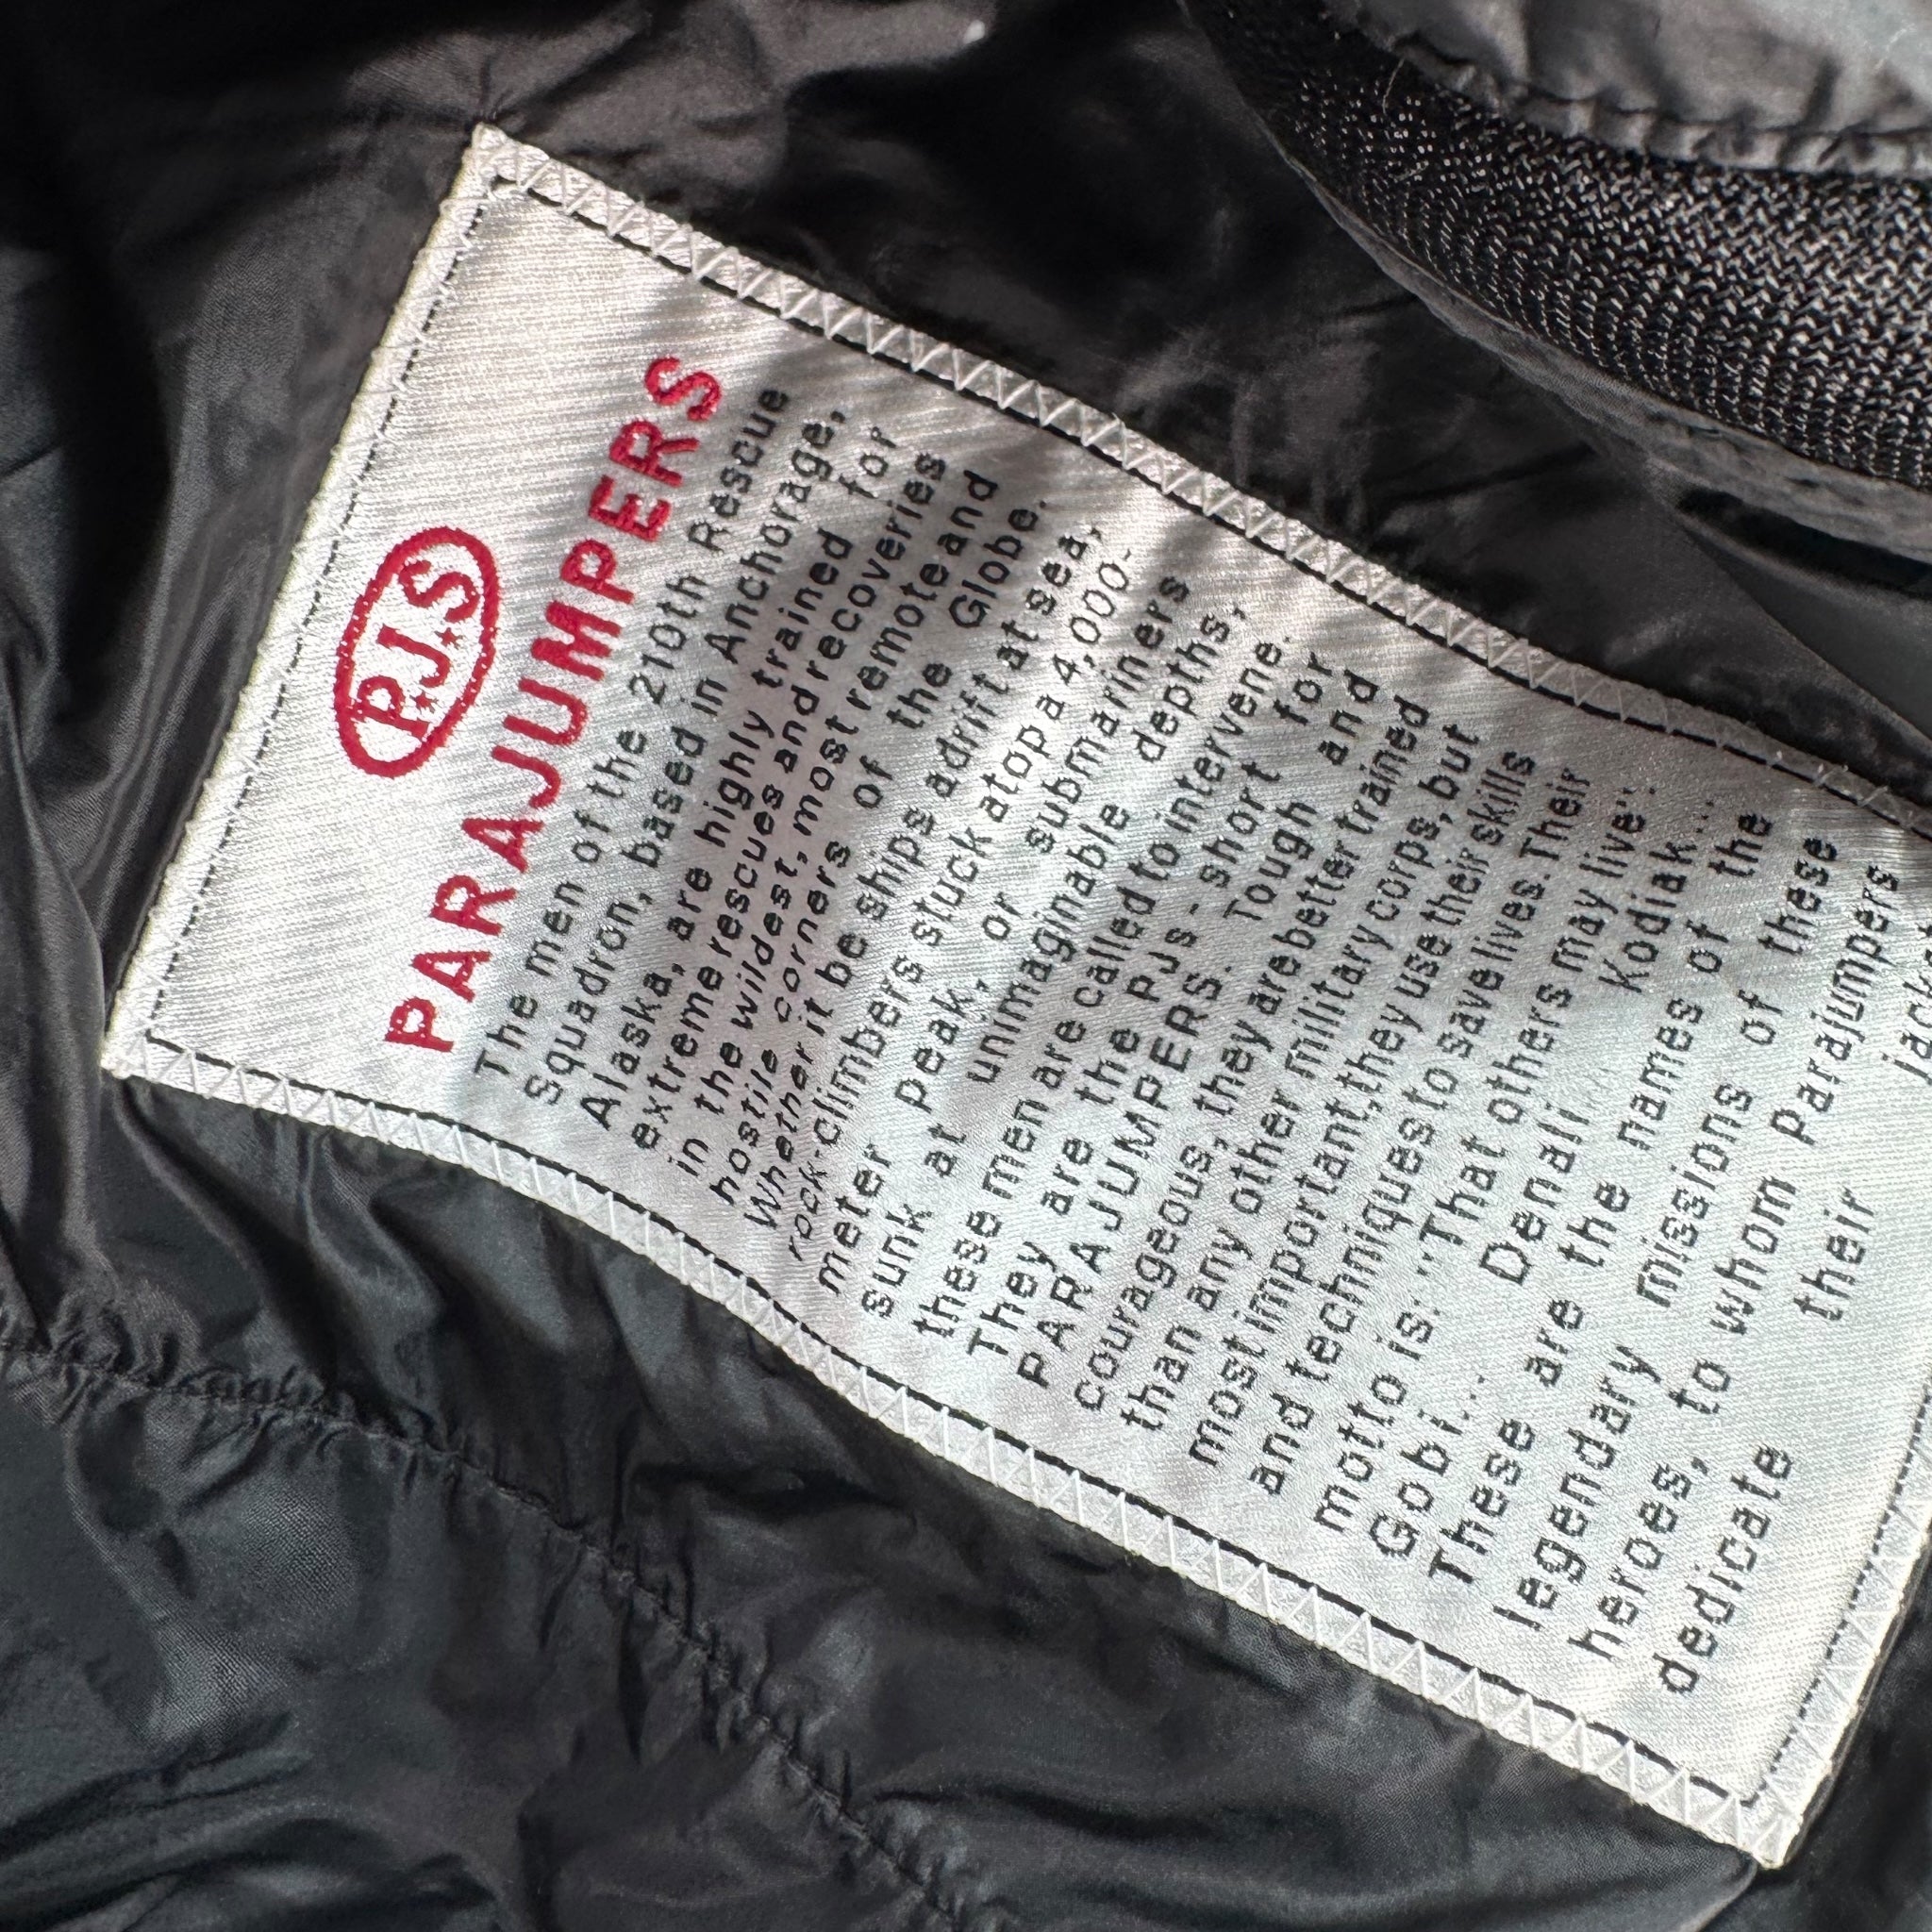 P.J.S
PARAJUMPERS
The men of the 210th Rescue
Squadron, based in Anchorage,
Alaska, are highly trained for
extreme rescues and recoveries
in the wildest, most remote and
hostile corners of the Globe.
Whether it be ships adrift at sea,
rock-climbers stuck atop a 4,000-
meter peak, or submariners
sunk at unimaginable depths,
these men are called to intervene.
They are the PJs - short for
PARAJUMPERS. Tough and
courageous, they are better trained
than any other military corps, but
most important, they use their skills
and techniques to save lives. Their
motto is: "That others may live".
Gobi... Denali Kodiak...
These are the names of the
legendary missions of these
heroes, to whom Parajumpers
dedicate their